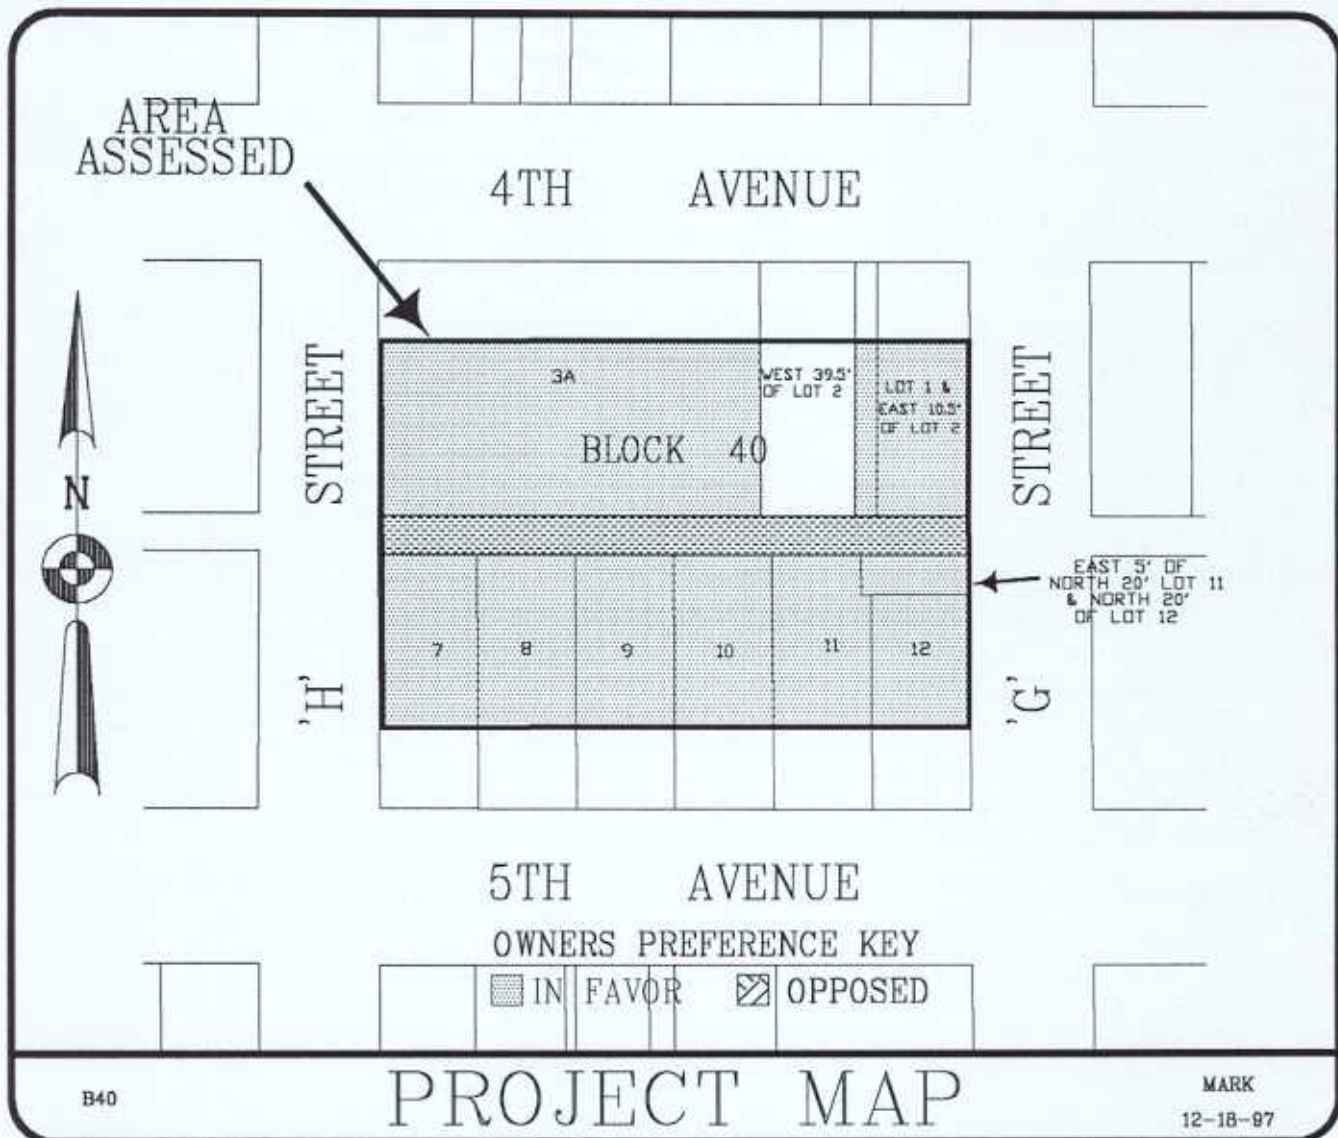 AREA
ASSESSED
4TH AVENUE
STREET
STREET
3A
WEST 39.5'
OF LOT 2
LOT 1 &
EAST 10.5'
OF LOT 2
BLOCK 40
N
EAST 5' OF
NORTH 20' LOT 11
& NORTH 20'
OF LOT 12
7
8
9
10
11
12
'H'
'G'
5TH AVENUE
OWNERS PREFERENCE KEY
IN FAVOR
OPPOSED
B40
PROJECT MAP
MARK
12-18-97